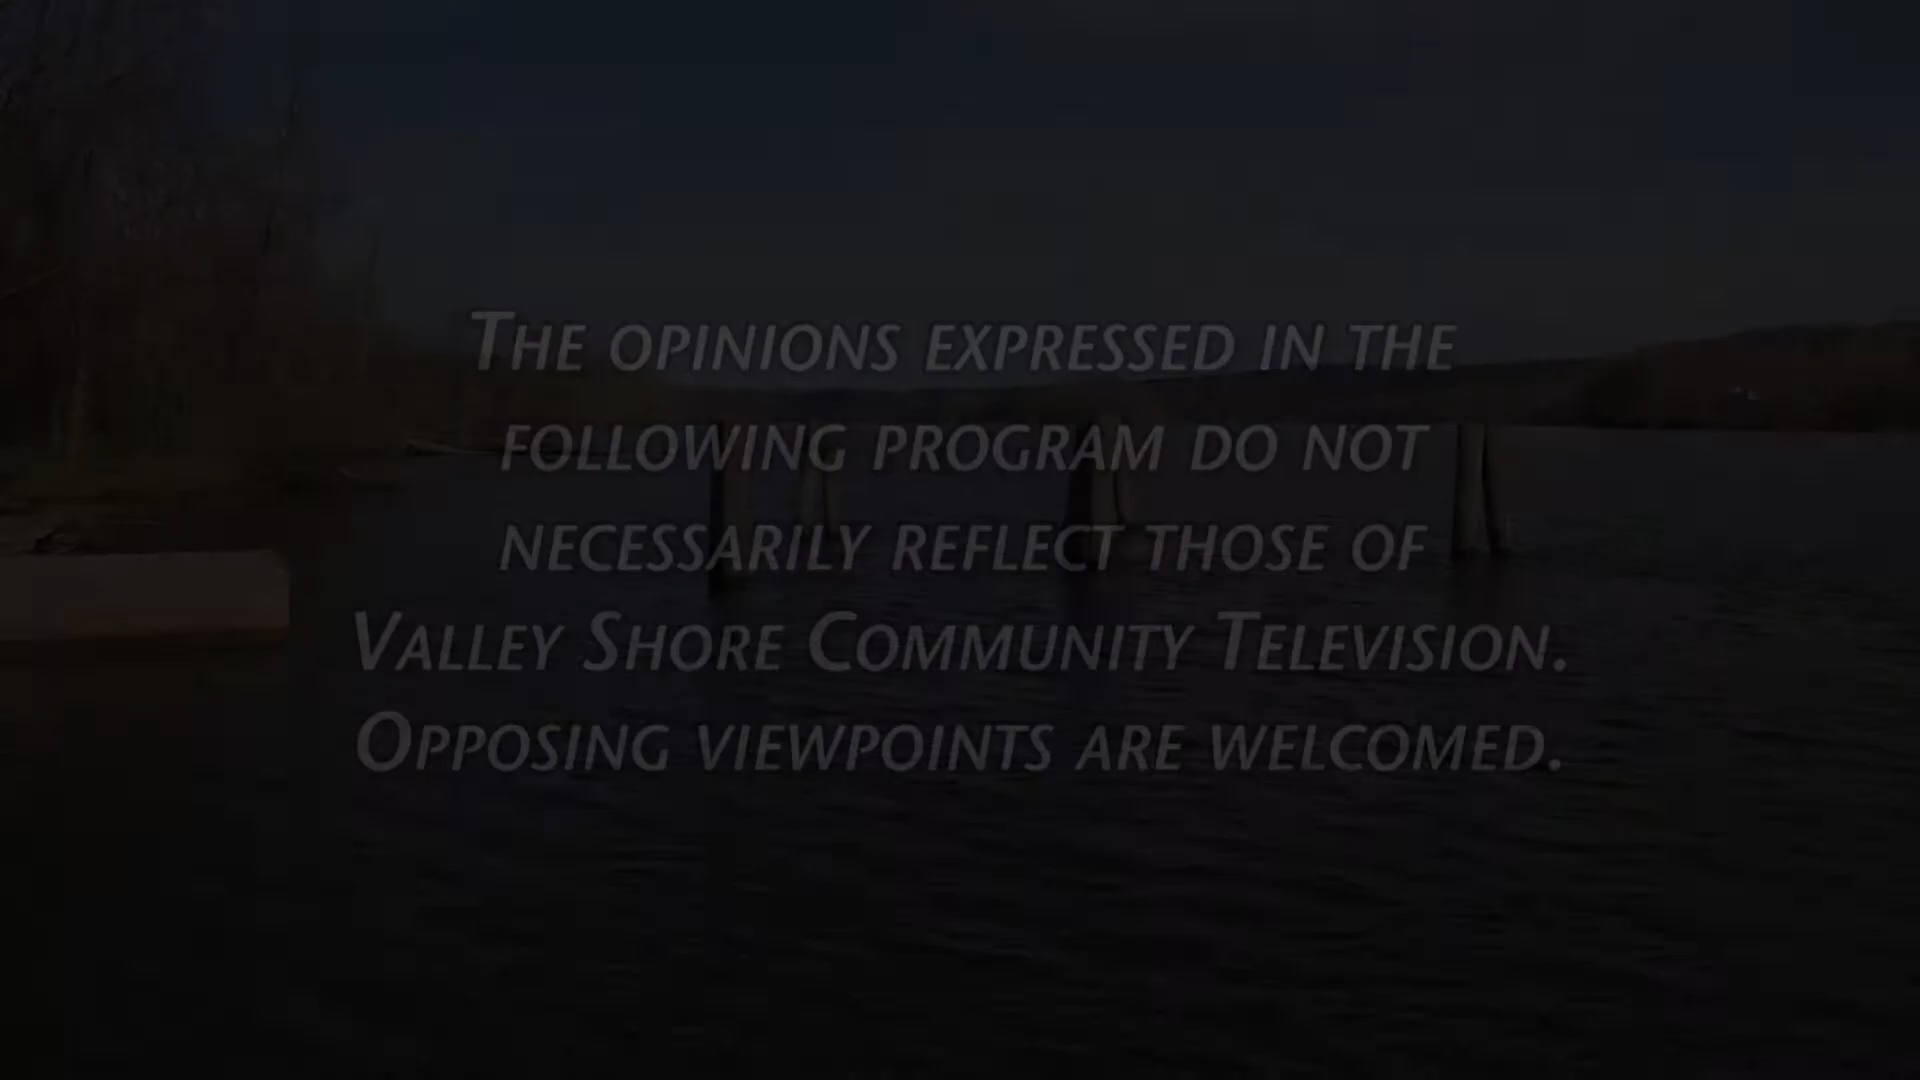 The opinions expressed in the
following program do not
necessarily reflect those of
Valley Shore Community Television.
Opposing viewpoints are welcomed.